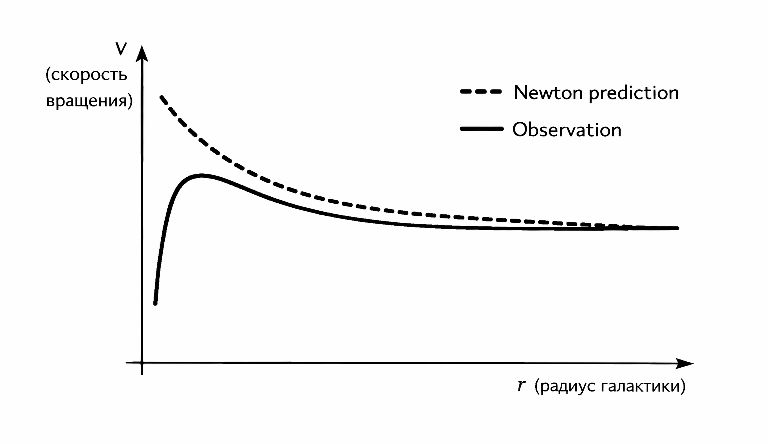 V
(скорость
вращения)
Newton prediction
Observation
r (радиус галактики)